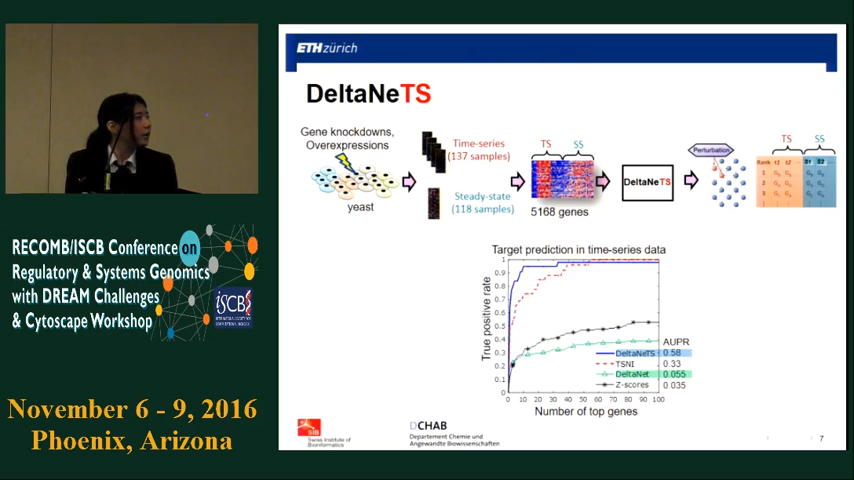 ETH zürich
DeltaNeTS
Gene knockdowns,
Overexpressions
yeast
Time-series
(137 samples)
Steady-state
(118 samples)
TS
SS
5168 genes
DeltaNeTS
Perturbation
TS
SS
Target prediction in time-series data
True positive rate
1
0.9
0.8
0.7
0.6
0.5
0.4
0.3
0.2
0.1
0
0 10 20 30 40 50 60 70 80 90 100
Number of top genes
AUPR
DeltaNeTS 0.58
TSNI 0.33
DeltaNet 0.055
Z-scores 0.035
SIB
Swiss Institute of
Bioinformatics
DCHAB
Departement Chemie und
Angewandte Biowissenschaften
7
RECOMB/ISCB Conference on
Regulatory & Systems Genomics
with DREAM Challenges
& Cytoscape Workshop
ISCB
November 6 - 9, 2016
Phoenix, Arizona